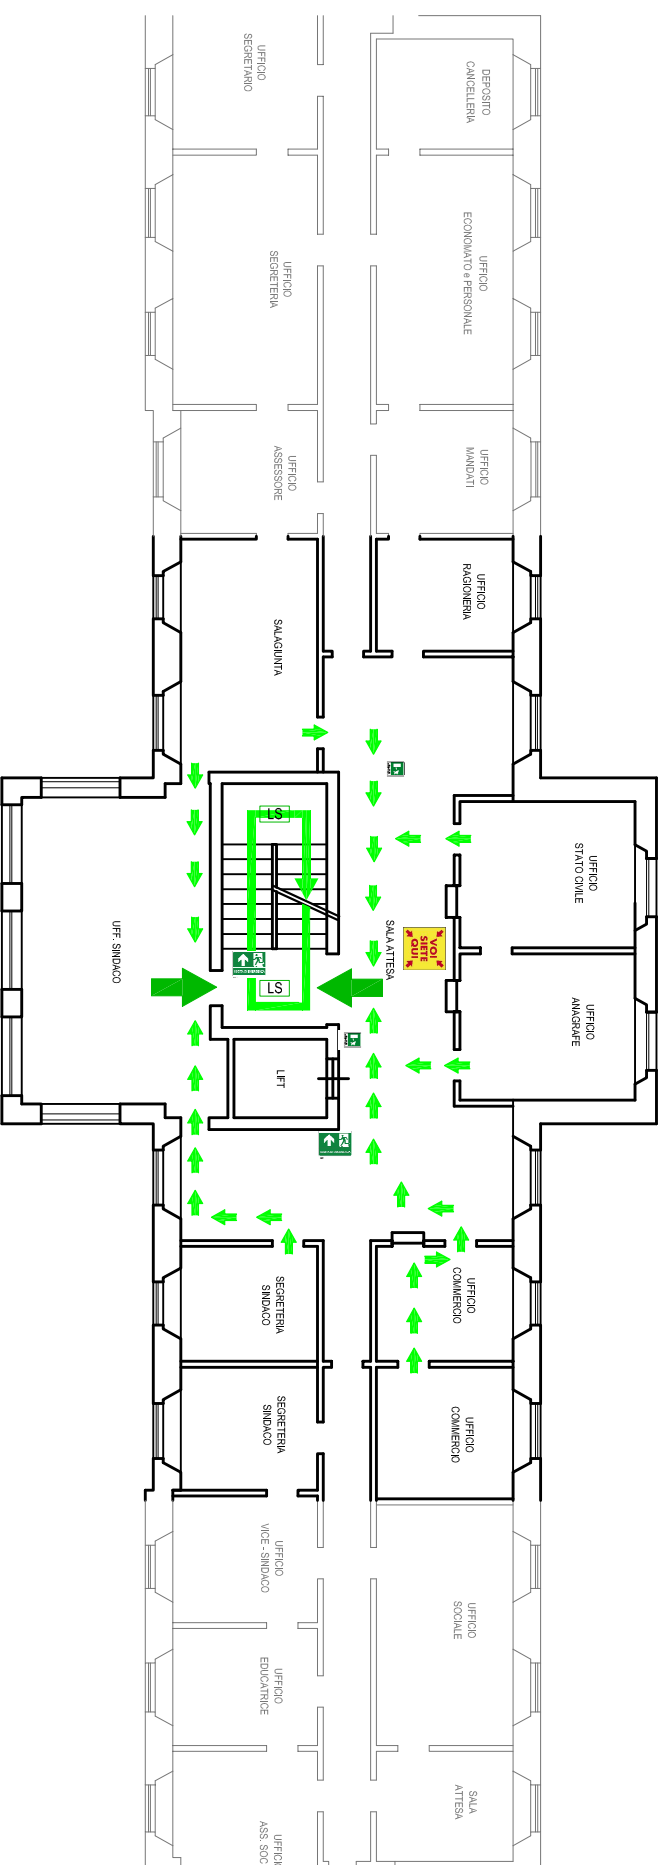 UFFICIO
SEGRETARIO
DEPOSITO
CANCELLERIA
UFFICIO
SEGRETERIA
UFFICIO
ECONOMATO e PERSONALE
UFFICIO
ASSESSORE
UFFICIO
MANDATI
SALAGIUNTA
UFFICIO
RAGIONERIA
LS
UFFICIO
STATO CIVILE
UFF. SINDACO
SALA ATTESA
VOI
SIETE
QUI
LS
UFFICIO
ANAGRAFE
LIFT
SEGRETERIA
SINDACO
UFFICIO
COMMERCIO
SEGRETERIA
SINDACO
UFFICIO
COMMERCIO
UFFICIO
VICE - SINDACO
UFFICIO
SOCIALE
UFFICIO
EDUCATRICE
SALA
ATTESA
UFFICIO
ASS. SOC